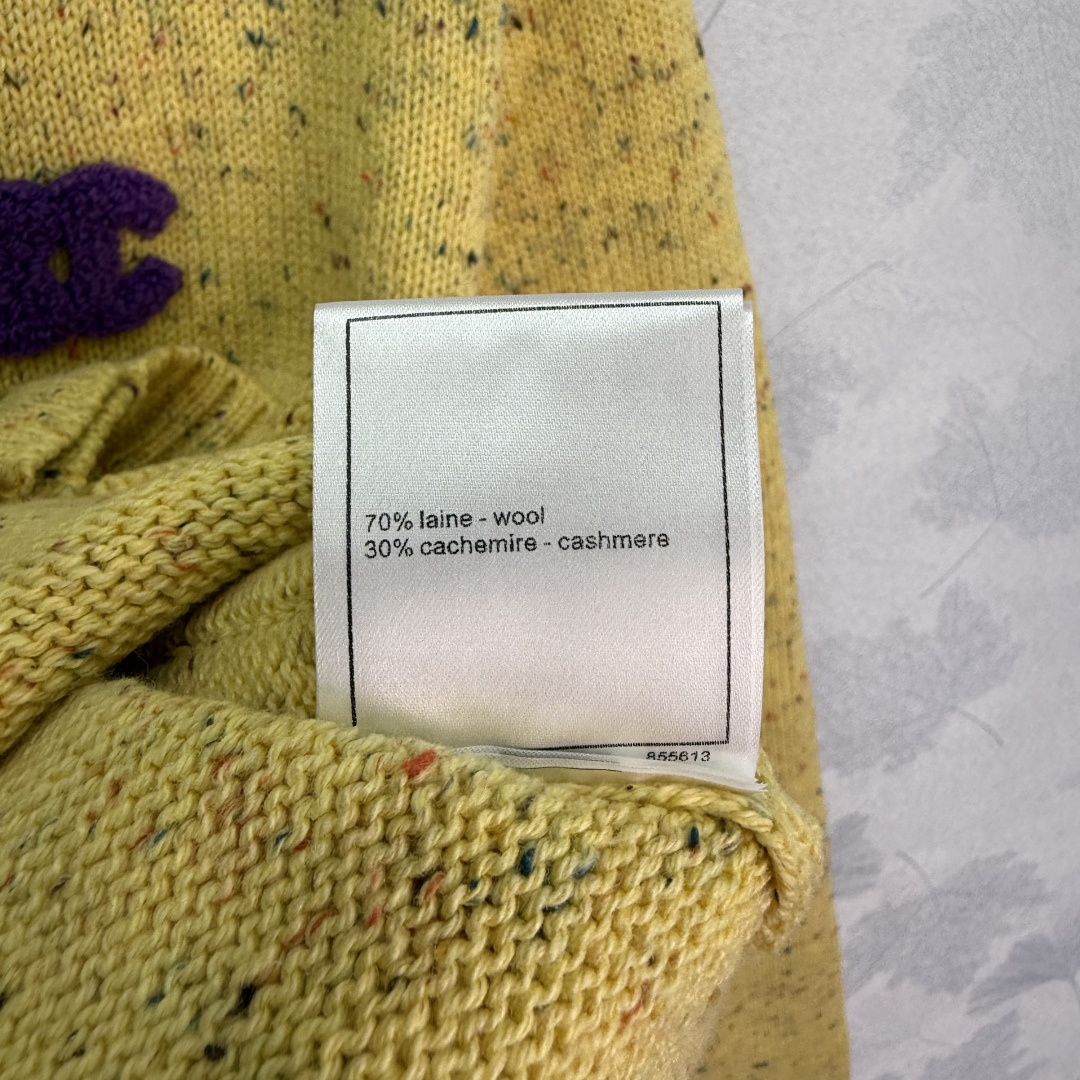 70% laine - wool
30% cachemire - cashmere
855613